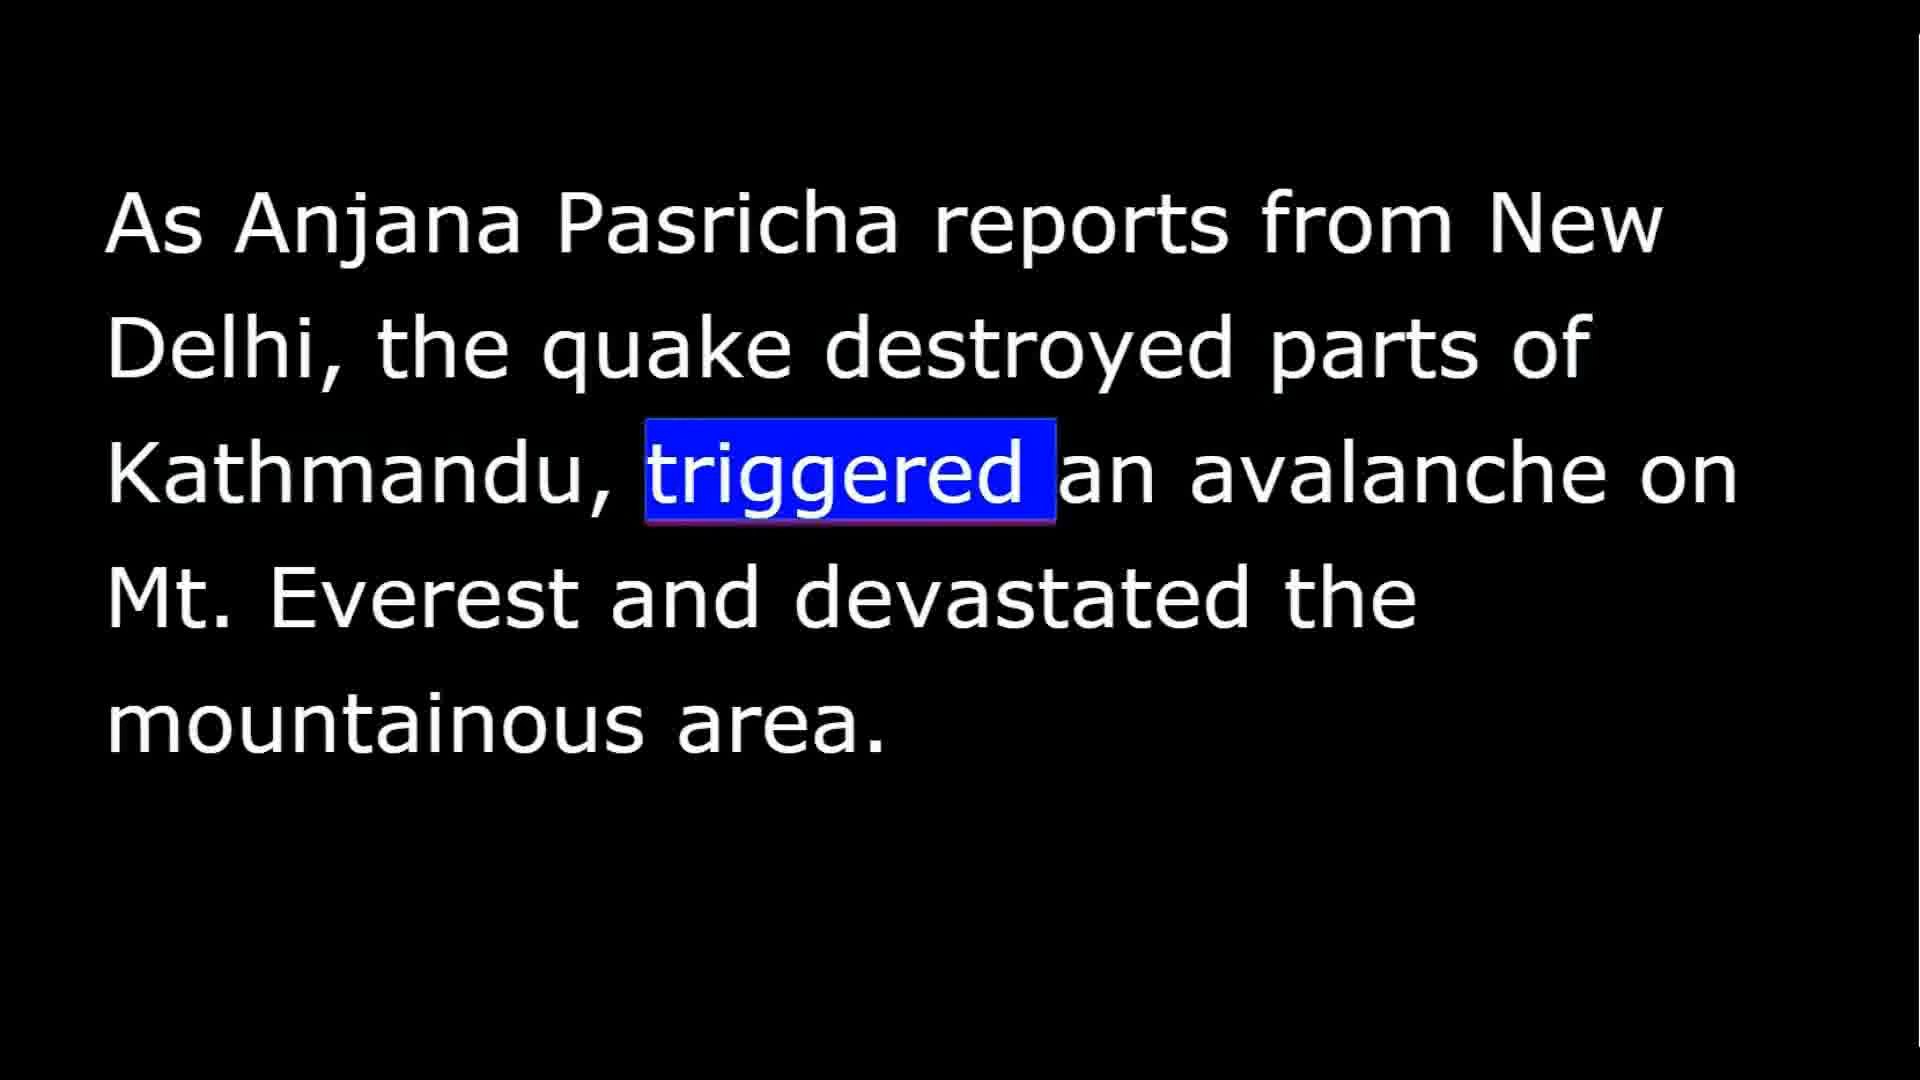 As Anjana Pasricha reports from New
Delhi, the quake destroyed parts of
Kathmandu, triggered an avalanche on
Mt. Everest and devastated the
mountainous area.